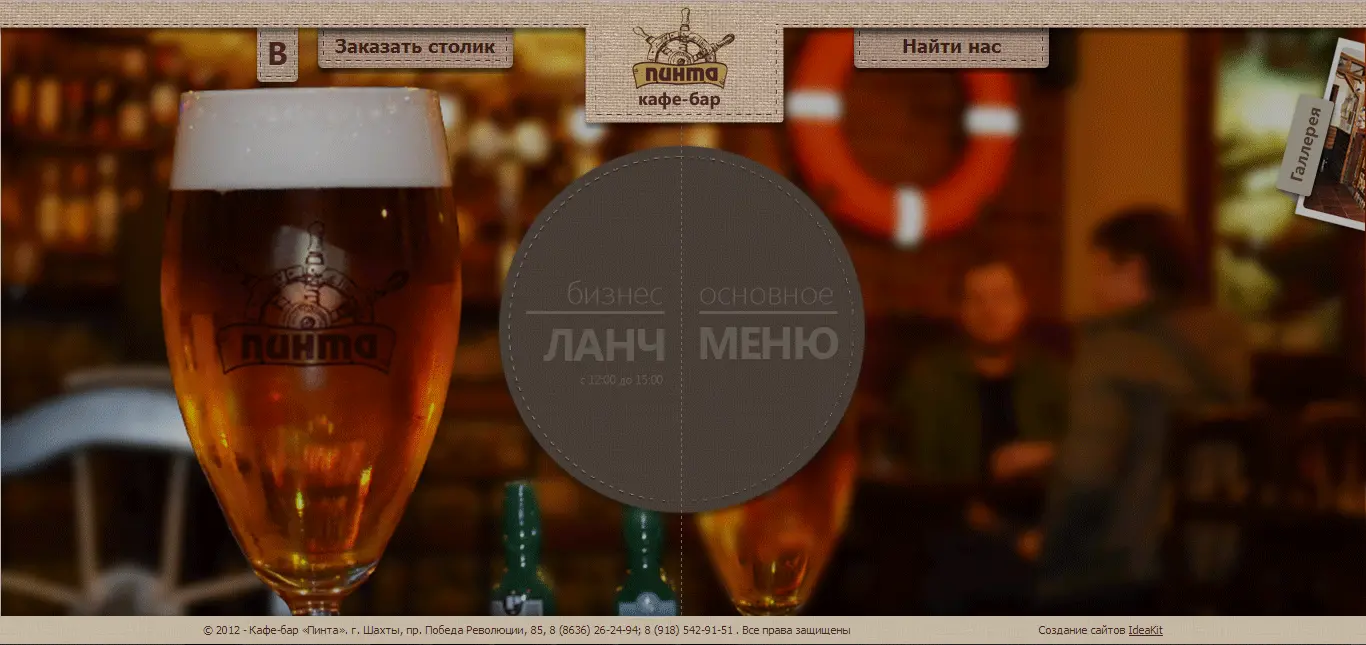 В
Заказать столик
пинта
кафе-бар
Найти нас
Галлерея
пинта
бизнес
ЛАНЧ
с 12:00 до 15:00
основное
МЕНЮ
© 2012 - Кафе-бар «Пинта». г. Шахты, пр. Победа Революции, 85, 8 (8636) 26-24-94; 8 (918) 542-91-51 . Все права защищены
Создание сайтов IdeaKit